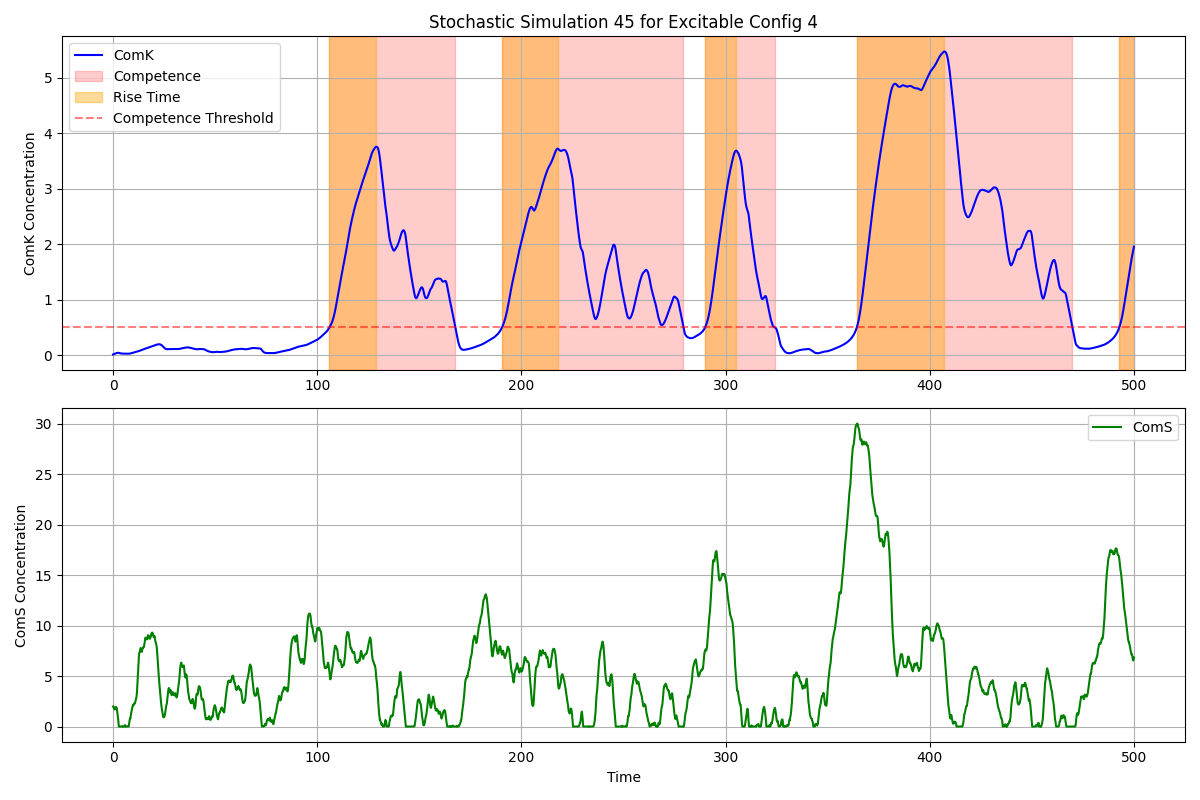 Stochastic Simulation 45 for Excitable Config 4
ComK
Competence
Rise Time
Competence Threshold
ComK Concentration
5
4
3
2
1
0
0 100 200 300 400 500
ComS
ComS Concentration
30
25
20
15
10
5
0
0 100 200 300 400 500
Time